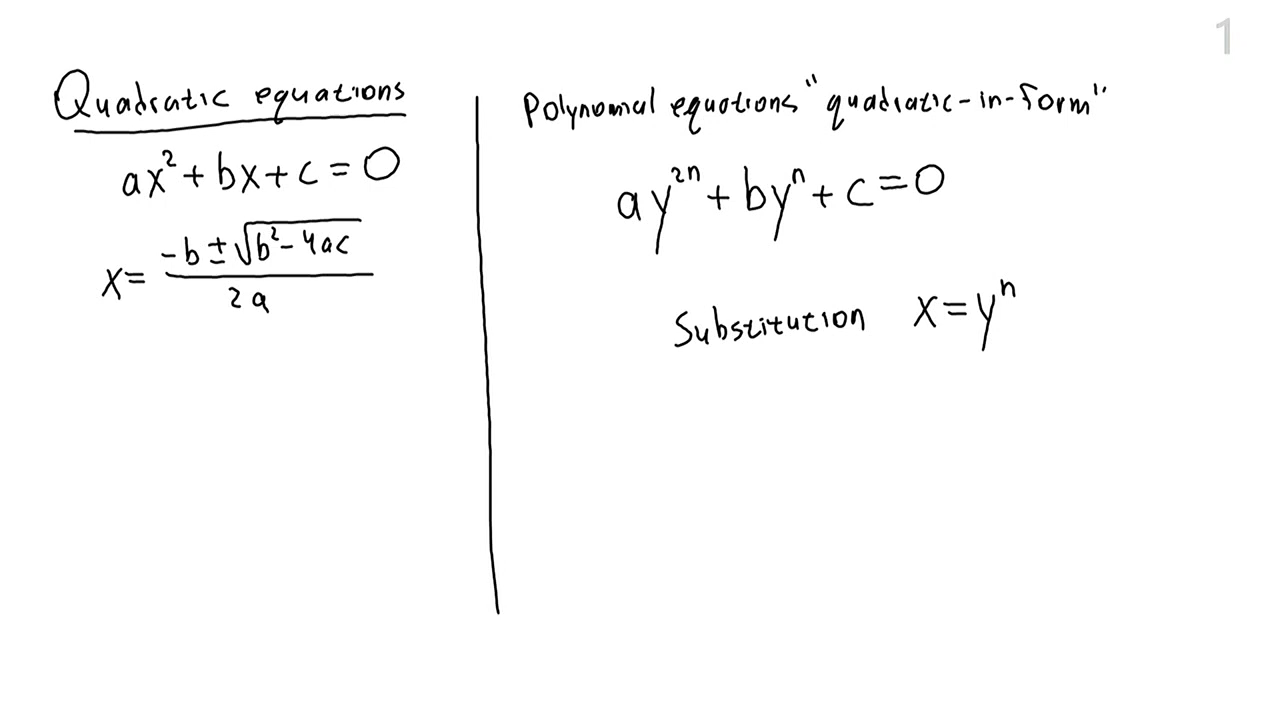 1
Quadratic equations
ax² + bx + c = 0
x = (-b ± √(b² - 4ac)) / 2a
Polynomial equations "quadratic-in-form"
ay²ⁿ + byⁿ + c = 0
Substitution x = yⁿ